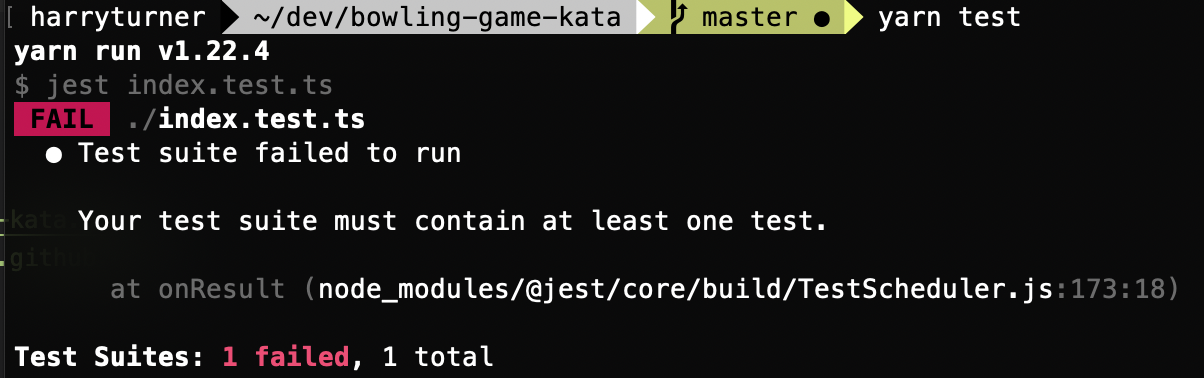 [ harryturner ~/dev/bowling-game-kata master ● yarn test
yarn run v1.22.4
$ jest index.test.ts
FAIL ./index.test.ts
● Test suite failed to run
-kata
Your test suite must contain at least one test.
.gith
at onResult (node_modules/@jest/core/build/TestScheduler.js:173:18)
Test Suites: 1 failed, 1 total